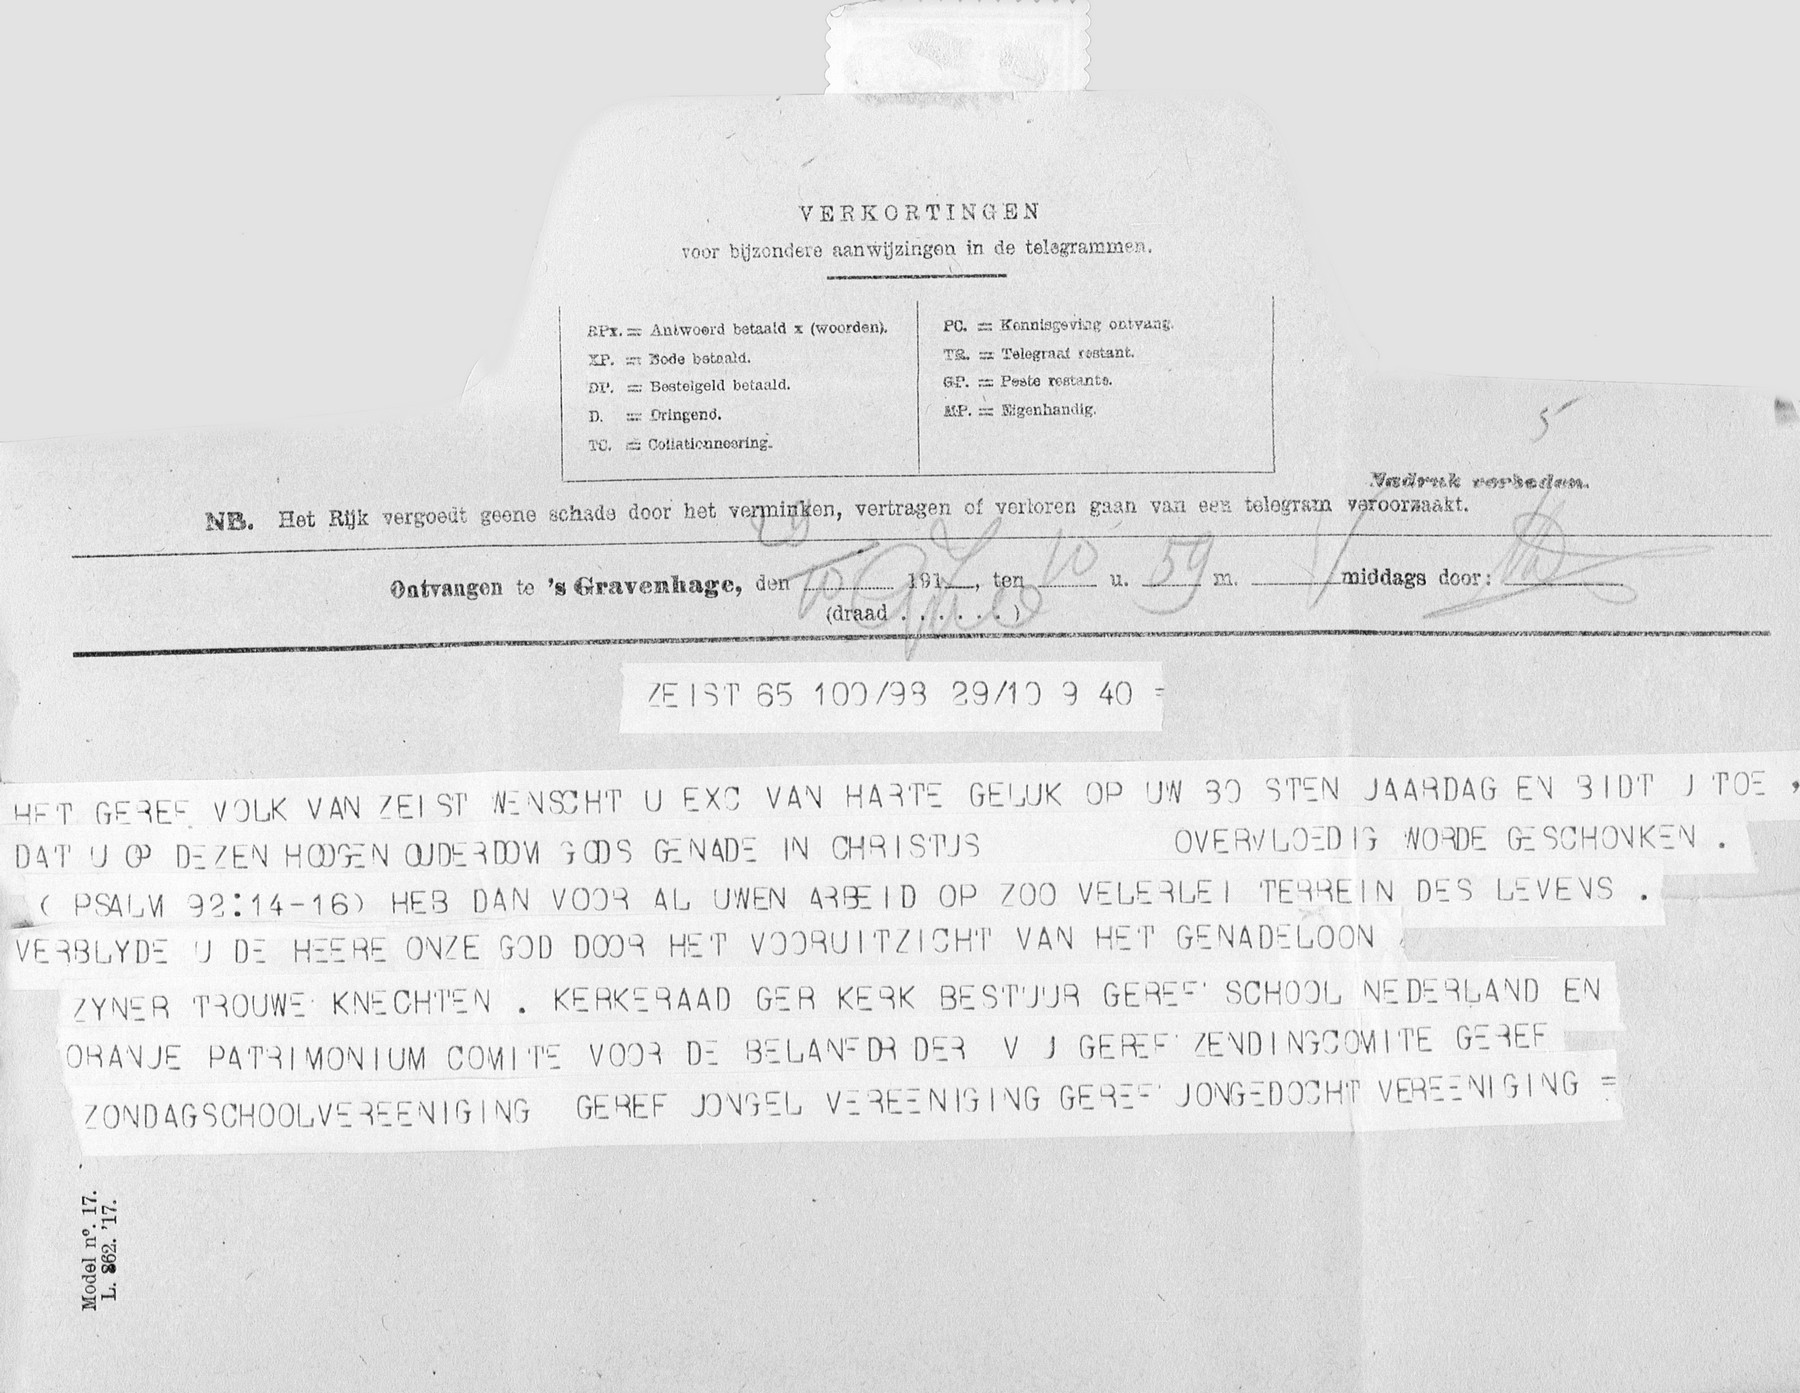 VERKORTINGEN
voor bijzondere aanwijzingen in de telegrammen.
RPx. = Antwoord betaald x (woorden).
XP. = Bode betaald.
DP. = Bestelgeld betaald.
D. = Dringend.
TC. = Collationneering.
PC. = Kennisgeving ontvang.
TR. = Telegraaf restant.
GP. = Poste restante.
MP. = Eigenhandig.
5
Nadruk verboden.
NB. Het Rijk vergoedt geene schade door het verminken, vertragen of verloren gaan van een telegram veroorzaakt.
Ontvangen te 's Gravenhage, den 29/10 191 , ten 10 u. 59 m. middags door:
(draad . . . . . . )
ZEIST 65 100/98 29/10 9 40 =
HET GEREF VOLK VAN ZEIST WENSCHT U EXC VAN HARTE GELUK OP UW 80 STEN JAARDAG EN BIDT U TOE ,
DAT U OP DEZEN HOOGEN OUDERDOM GODS GENADE IN CHRISTUS OVERVLOEDIG WORDE GESCHONKEN .
( PSALM 92:14-16) HEB DAN VOOR AL UWEN ARBEID OP ZOO VELERLEI TERREIN DES LEVENS .
VERBLYDE U DE HEERE ONZE GOD DOOR HET VOORUITZICHT VAN HET GENADELOON
ZYNER TROUWE KNECHTEN . KERKERAAD GER KERK BESTUUR GEREF SCHOOL NEDERLAND EN
ORANJE PATRIMONIUM COMITE VOOR DE BELANFDR DER V U GEREF ZENDINGCOMITE GEREF
ZONDAGSCHOOLVEREENIGING GEREF JONGEL VEREENIGING GEREF JONGEDOCHT VEREENIGING =
Model nº. 17.
L. 862. '17.